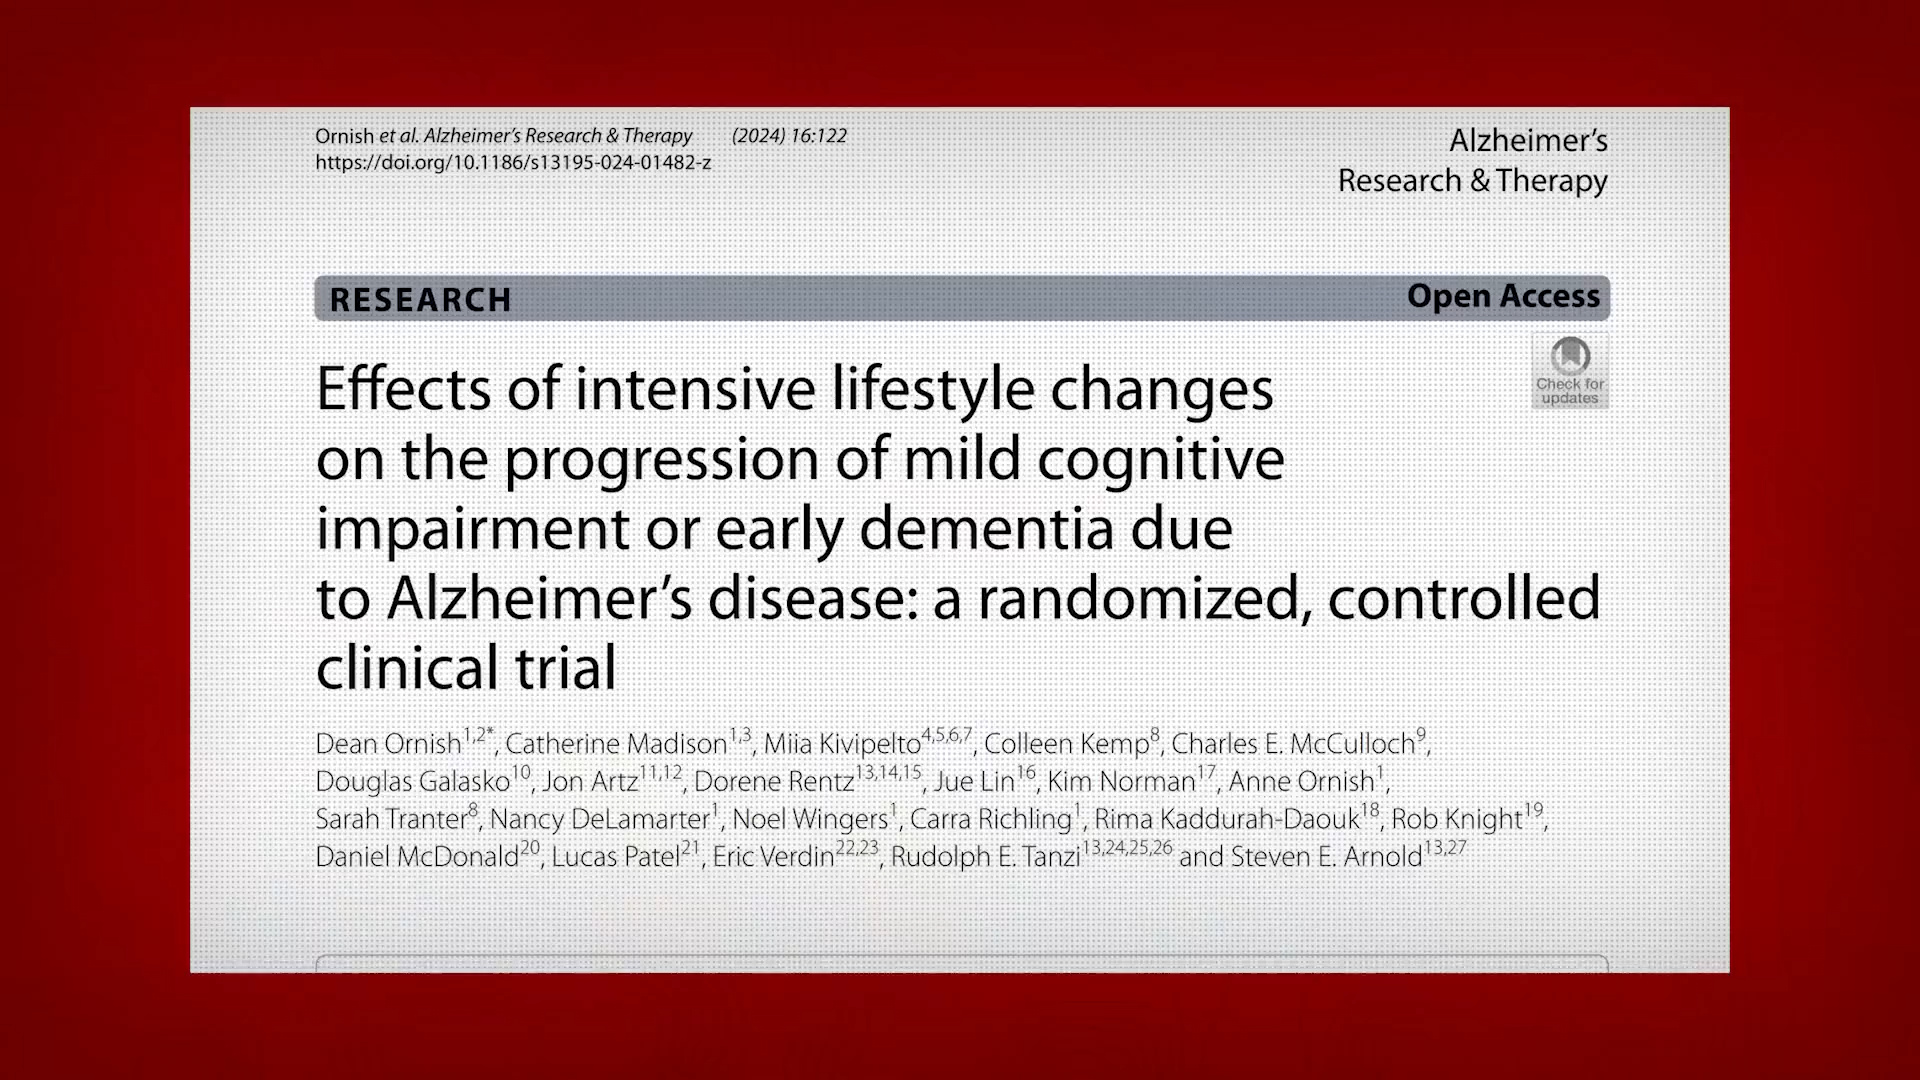 Ornish et al. Alzheimer's Research & Therapy (2024) 16:122
https://doi.org/10.1186/s13195-024-01482-z
Alzheimer's
Research & Therapy
RESEARCH
Open Access
Check for
updates
Effects of intensive lifestyle changes
on the progression of mild cognitive
impairment or early dementia due
to Alzheimer's disease: a randomized, controlled
clinical trial
Dean Ornish1,2*, Catherine Madison1,3, Miia Kivipelto4,5,6,7, Colleen Kemp8, Charles E. McCulloch9,
Douglas Galasko10, Jon Artz11,12, Dorene Rentz13,14,15, Jue Lin16, Kim Norman17, Anne Ornish1,
Sarah Tranter8, Nancy DeLamarter1, Noel Wingers1, Carra Richling1, Rima Kaddurah-Daouk18, Rob Knight19,
Daniel McDonald20, Lucas Patel21, Eric Verdin22,23, Rudolph E. Tanzi13,24,25,26 and Steven E. Arnold13,27